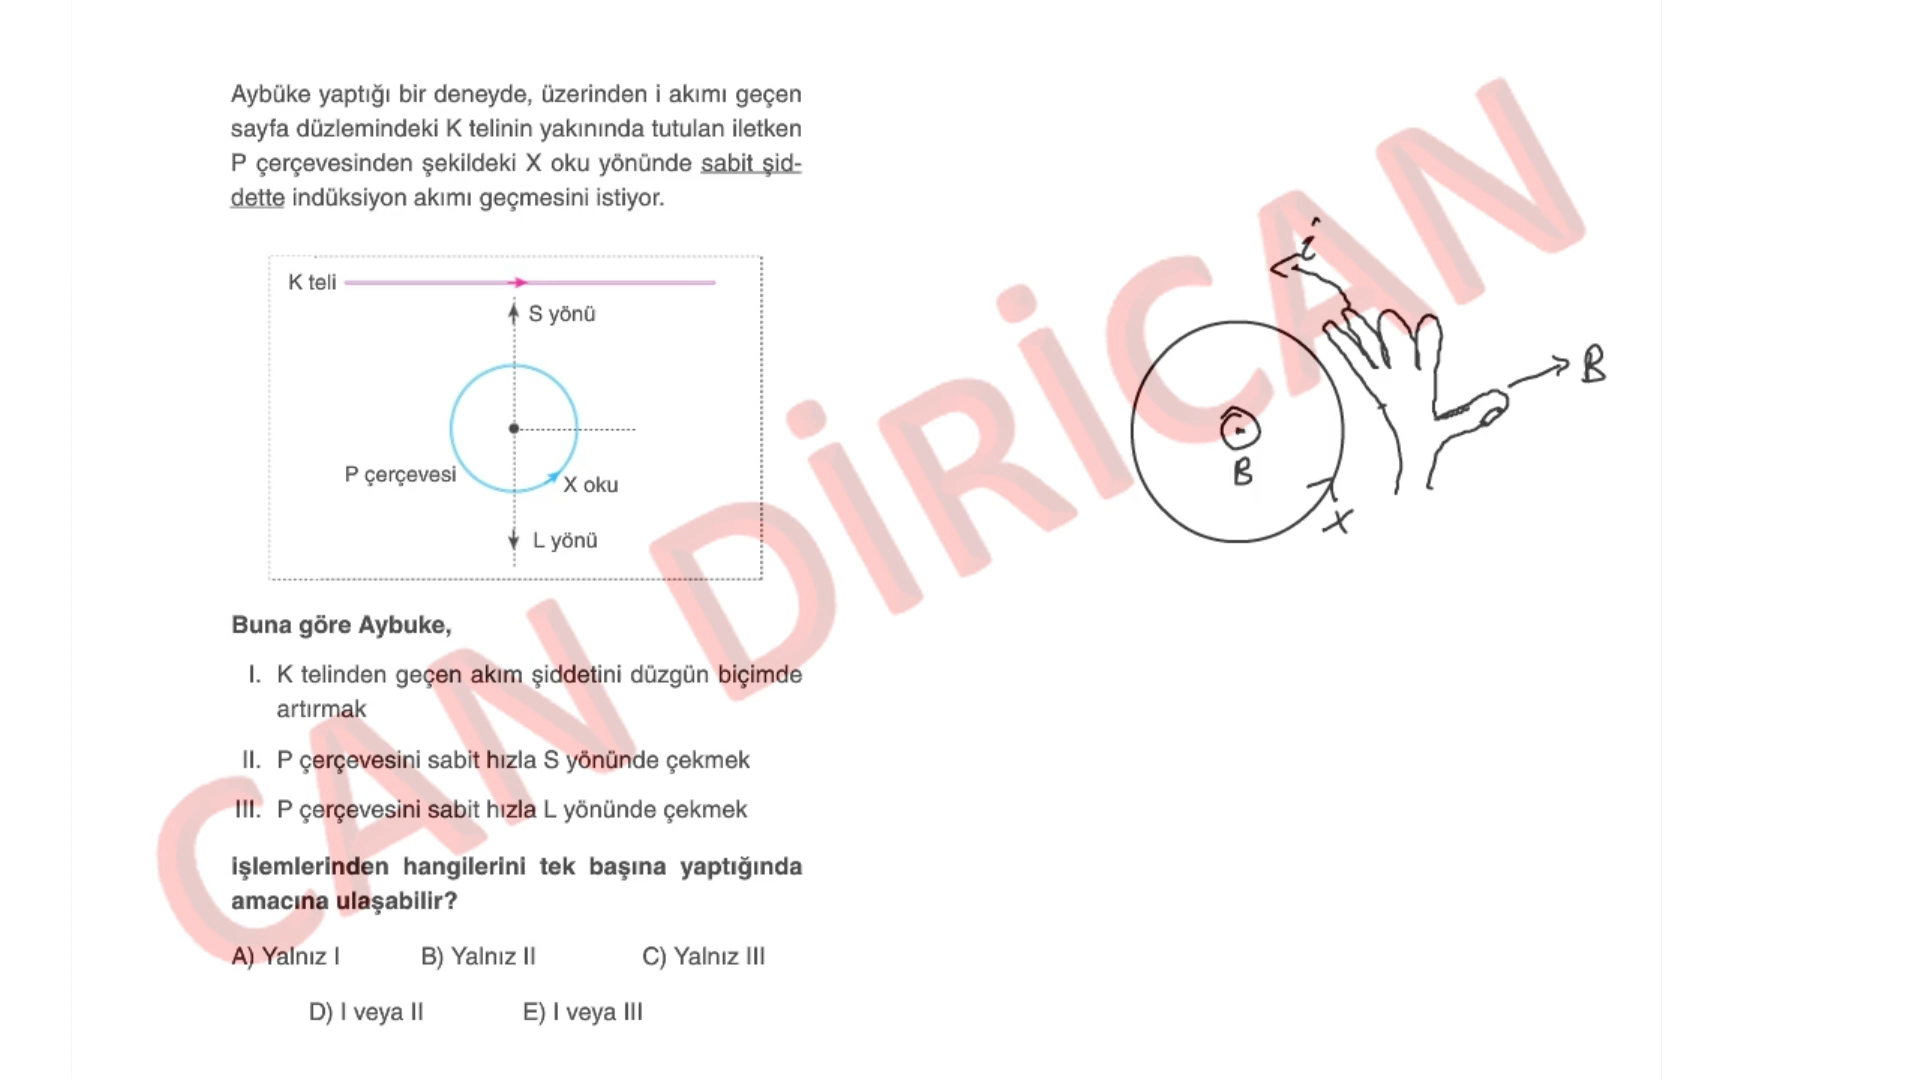 Aybüke yaptığı bir deneyde, üzerinden i akımı geçen
sayfa düzlemindeki K telinin yakınında tutulan iletken
P çerçevesinden şekildeki X oku yönünde sabit şid-
dette indüksiyon akımı geçmesini istiyor.
K teli
S yönü
P çerçevesi
X oku
L yönü
Buna göre Aybuke,
I. K telinden geçen akım şiddetini düzgün biçimde
artırmak
II. P çerçevesini sabit hızla S yönünde çekmek
III. P çerçevesini sabit hızla L yönünde çekmek
işlemlerinden hangilerini tek başına yaptığında
amacına ulaşabilir?
A) Yalnız I B) Yalnız II C) Yalnız III
D) I veya II E) I veya III
i
B
B
X
CAN DİRİCAN